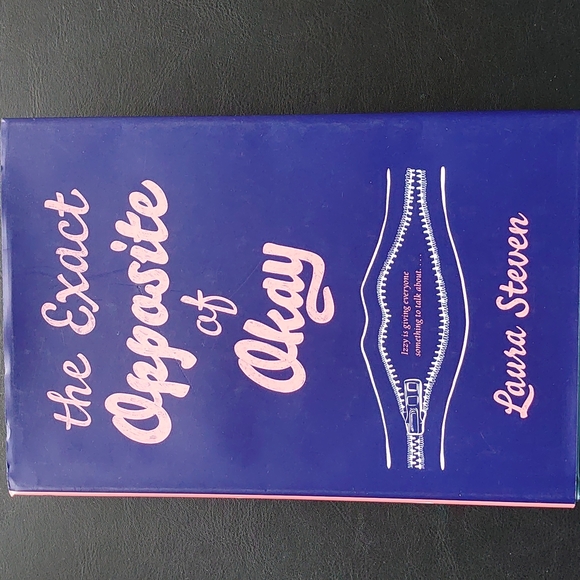 the Exact
Opposite
of
Okay
Izzy is giving everyone
something to talk about. . . .
Laura Steven